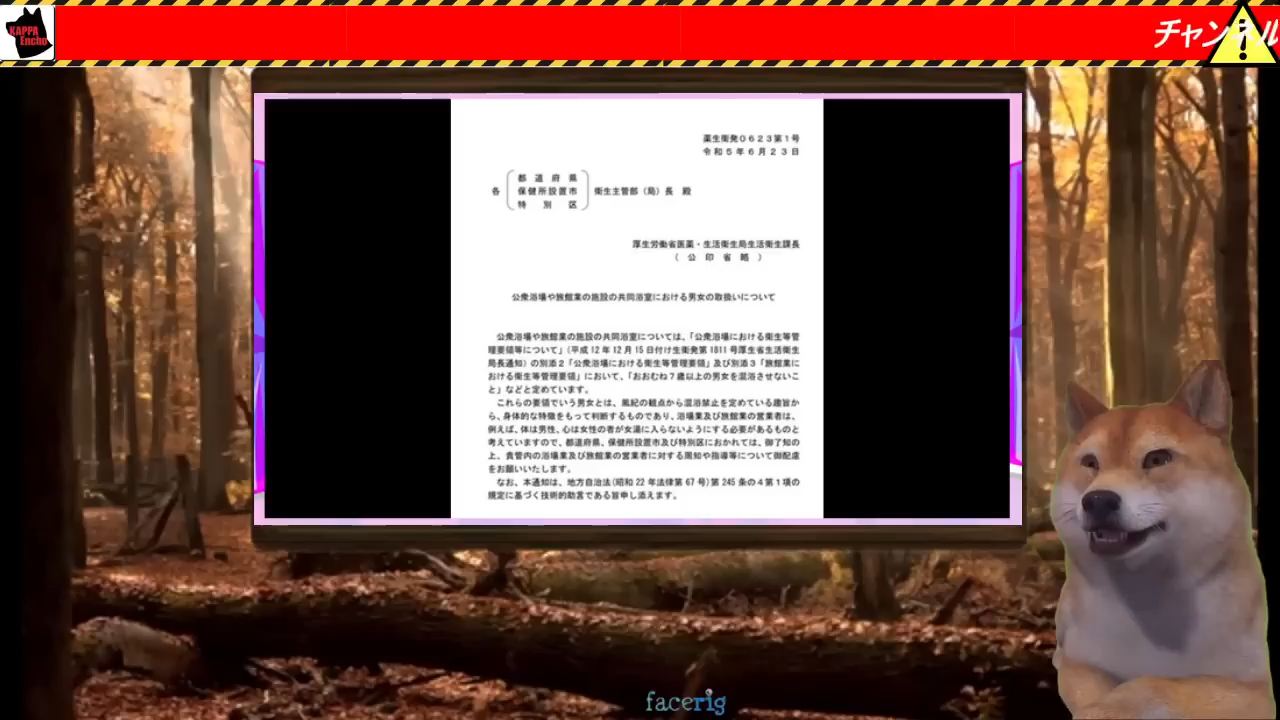 KAPPA
Encho
チャンネル
薬生衛発0623第1号
令和5年6月23日
都道府県
各 保健所設置市 衛生主管部(局)長 殿
特別区
厚生労働省医薬・生活衛生局生活衛生課長
(公印省略)
公衆浴場や旅館業の施設の共同浴室における男女の取扱いについて
公衆浴場や旅館業の施設の共同浴室については、「公衆浴場における衛生等管
理要領等について」(平成12年12月15日付け生衛発第1811号厚生省生活衛生
局長通知)の別添2「公衆浴場における衛生等管理要領」及び別添3「旅館業に
おける衛生等管理要領」において、「おおむね7歳以上の男女を混浴させないこ
と」などと定めています。
これらの要領でいう男女とは、風紀の観点から混浴禁止を定めている趣旨か
ら、身体的な特徴をもって判断するものであり、浴場業及び旅館業の営業者は、
例えば、体は男性、心は女性の者が女湯に入らないようにする必要があるものと
考えていますので、都道府県、保健所設置市及び特別区におかれては、御了知の
上、貴管内の浴場業及び旅館業の営業者に対する周知や指導等について御配慮
をお願いいたします。
なお、本通知は、地方自治法(昭和22年法律第67号)第245条の4第1項の
規定に基づく技術的助言である旨申し添えます。
facerig